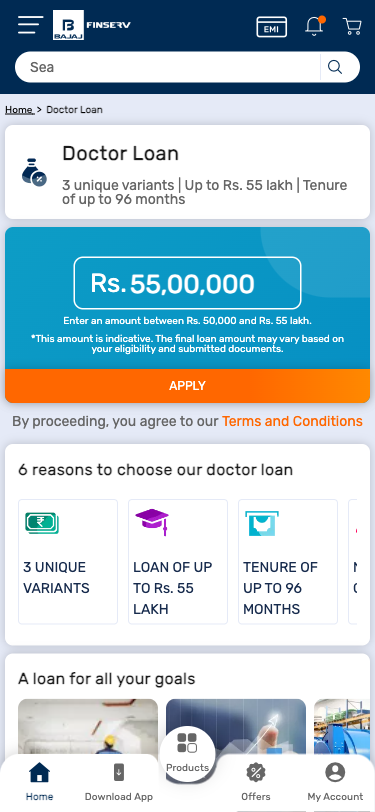 B
BAJAJ
FINSERV
EMI
Sea
Home > Doctor Loan
Doctor Loan
3 unique variants | Up to Rs. 55 lakh | Tenure
of up to 96 months
Rs. 55,00,000
Enter an amount between Rs. 50,000 and Rs. 55 lakh.
*This amount is indicative. The final loan amount may vary based on
your eligibility and submitted documents.
APPLY
By proceeding, you agree to our Terms and Conditions
6 reasons to choose our doctor loan
3 UNIQUE
VARIANTS
LOAN OF UP
TO Rs. 55
LAKH
TENURE OF
UP TO 96
MONTHS
A loan for all your goals
Home
Download App
Products
Offers
My Account